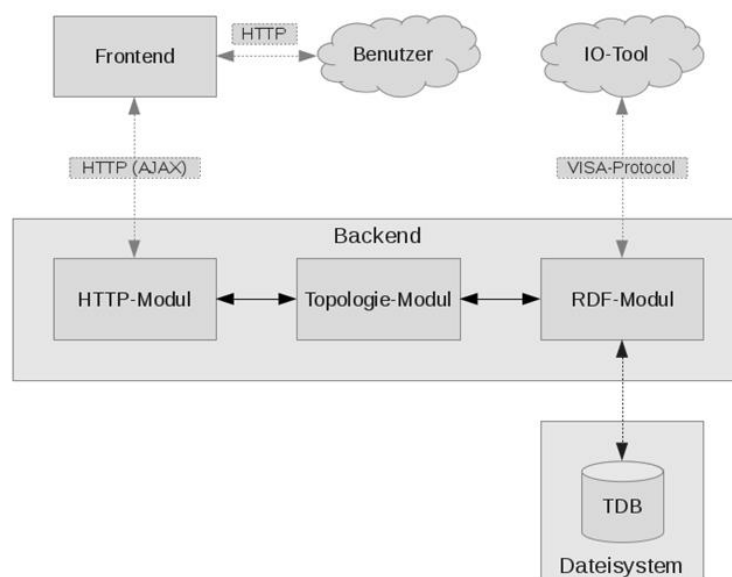 Frontend
HTTP
Benutzer
IO-Tool
HTTP (AJAX)
VISA-Protocol
Backend
HTTP-Modul
Topologie-Modul
RDF-Modul
TDB
Dateisystem